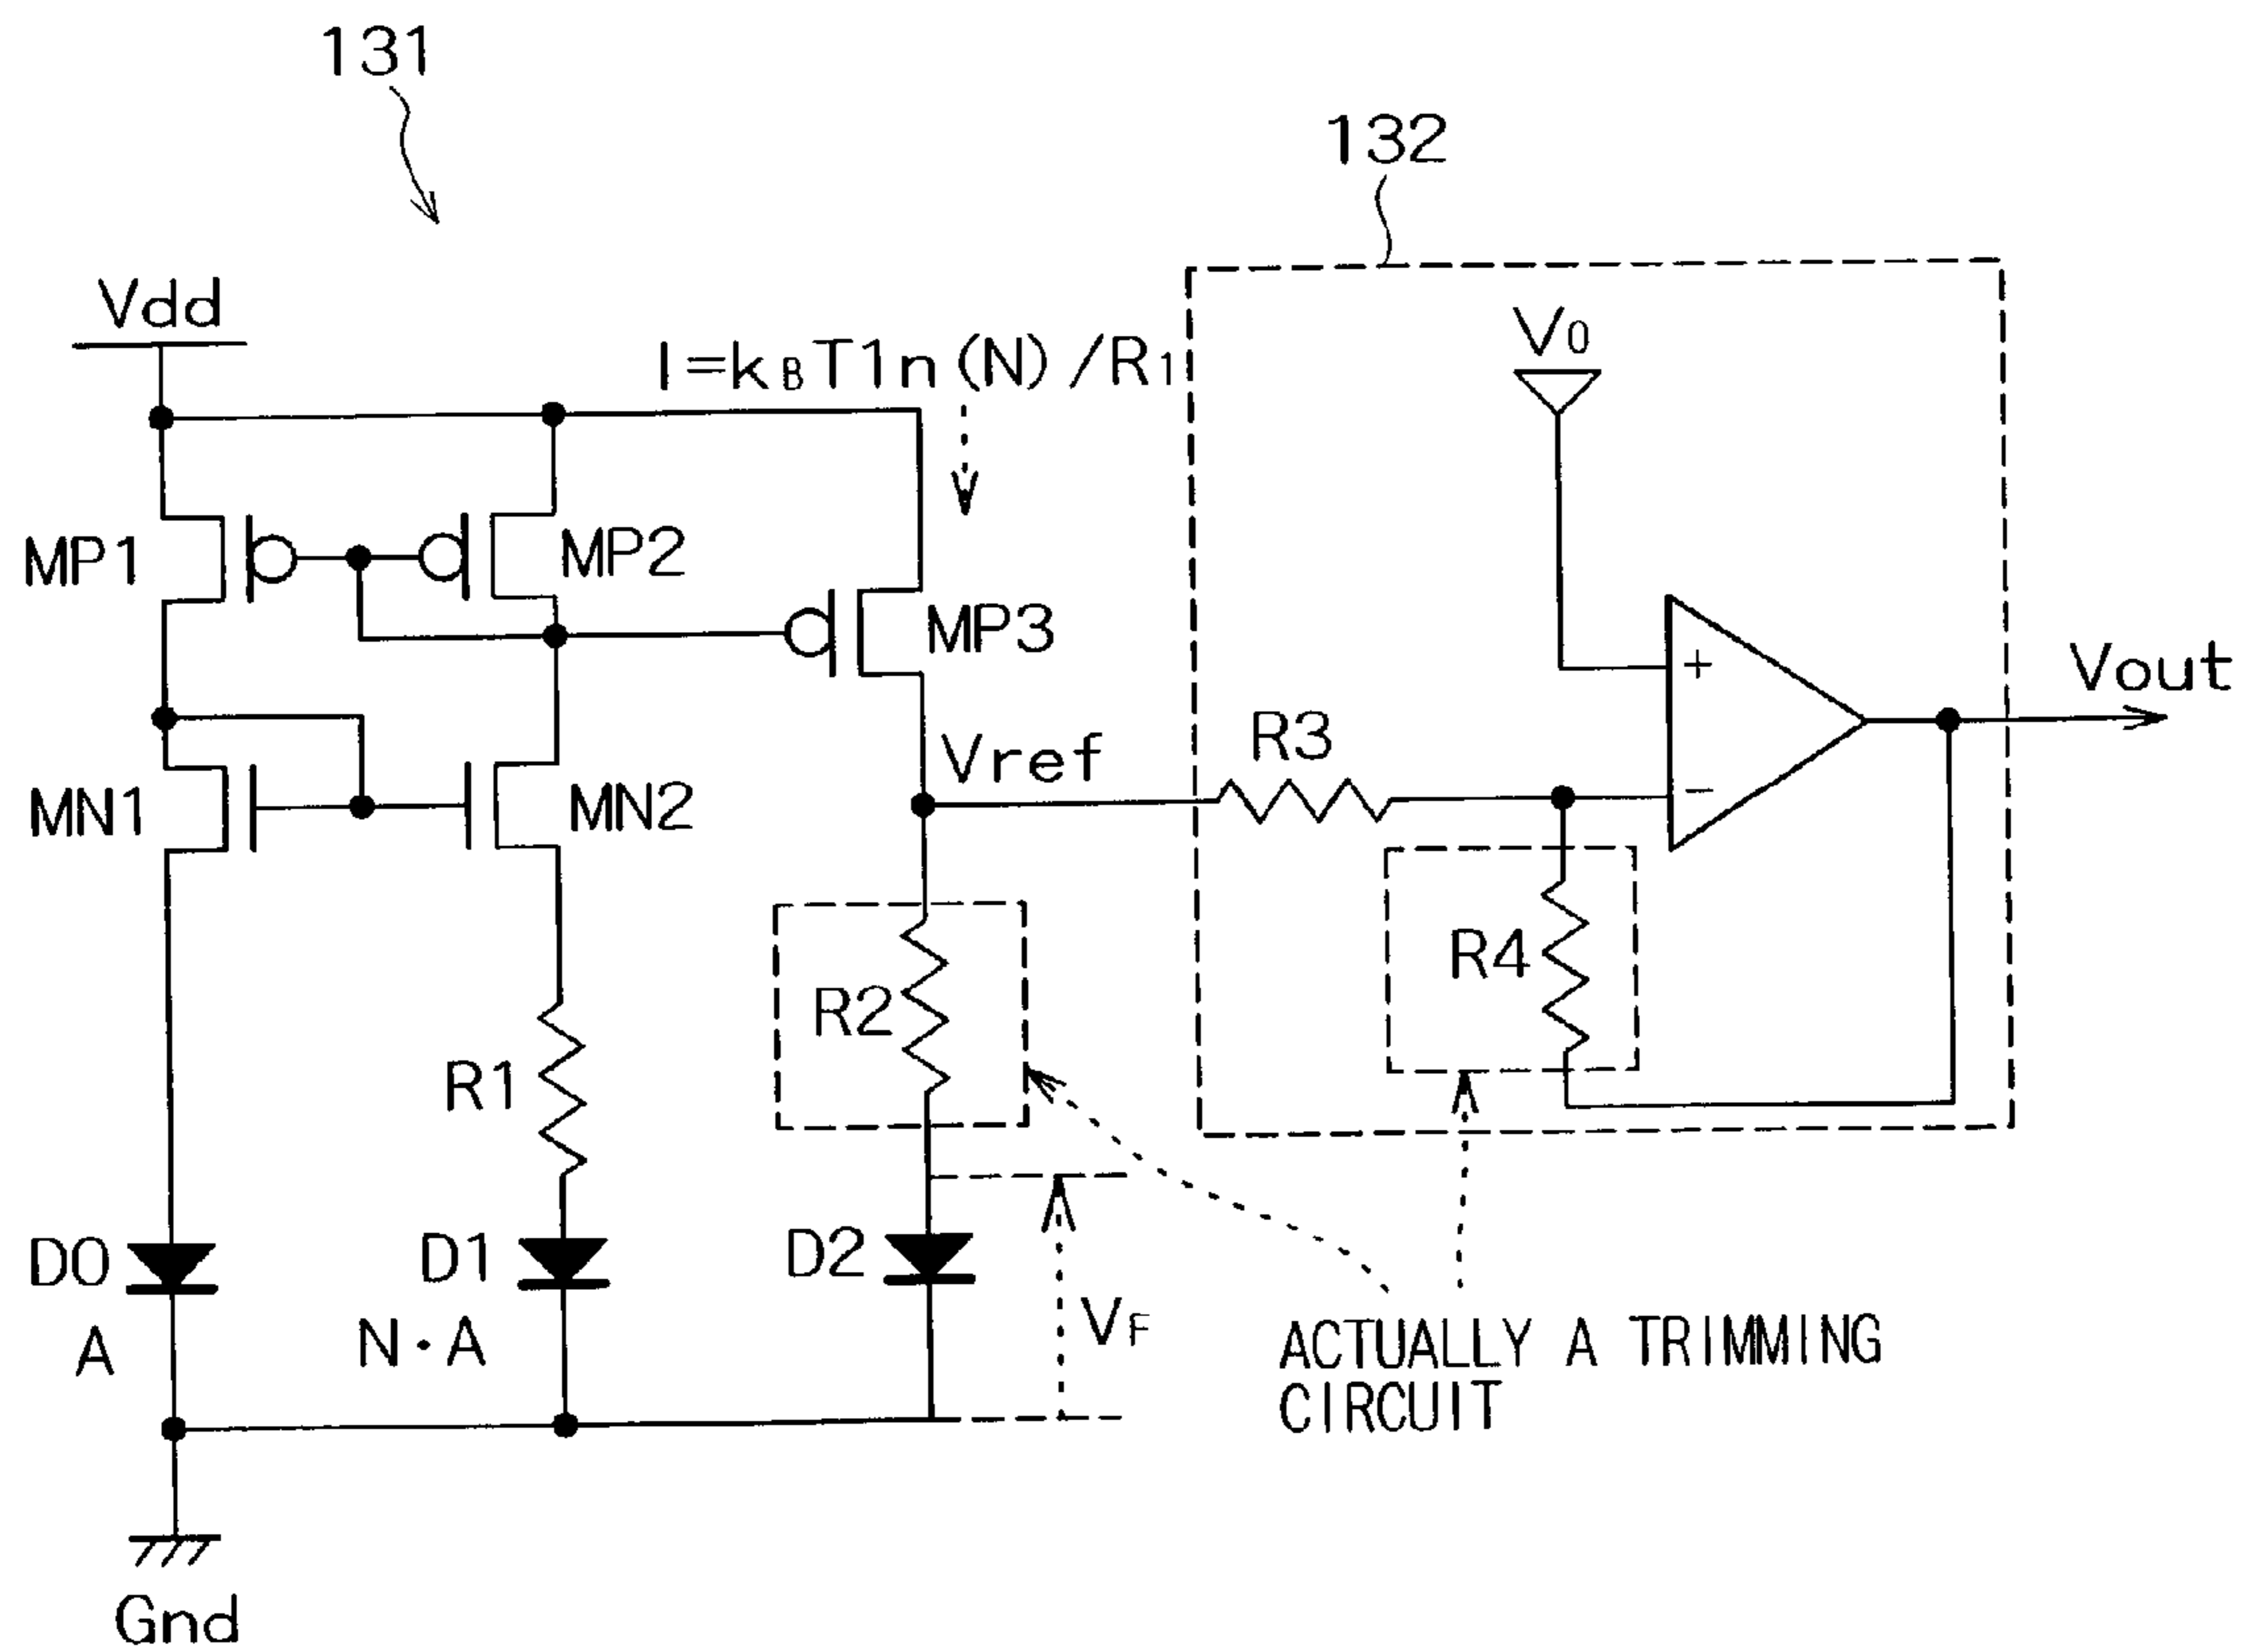 131
132
Vdd
I=kBT1n(N)/R1
V0
MP1
MP2
MP3
+
Vout
Vref
R3
MN1
MN2
−
R4
R2
R1
D0
D1
D2
A
N·A
VF
ACTUALLY A TRIMMING
CIRCUIT
Gnd